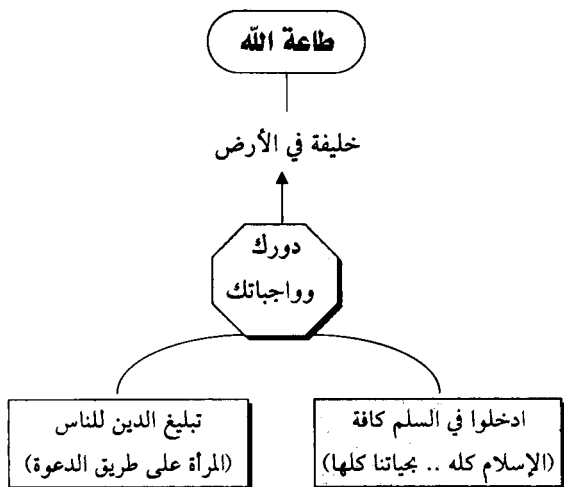 طاعة الله
خليفة في الأرض
دورك
وواجباتك
ادخلوا في السلم كافة
(الإسلام كله .. بحياتنا كلها)
تبليغ الدين للناس
(المرأة على طريق الدعوة)